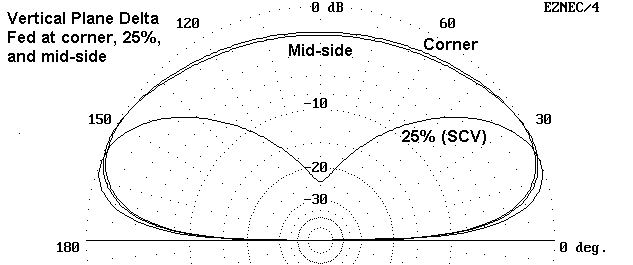 Vertical Plane Delta
Fed at corner, 25%,
and mid-side
120
0 dB
60
EZNEC/4
Mid-side
Corner
-10
150
30
25% (SCV)
-20
-30
180
0 deg.